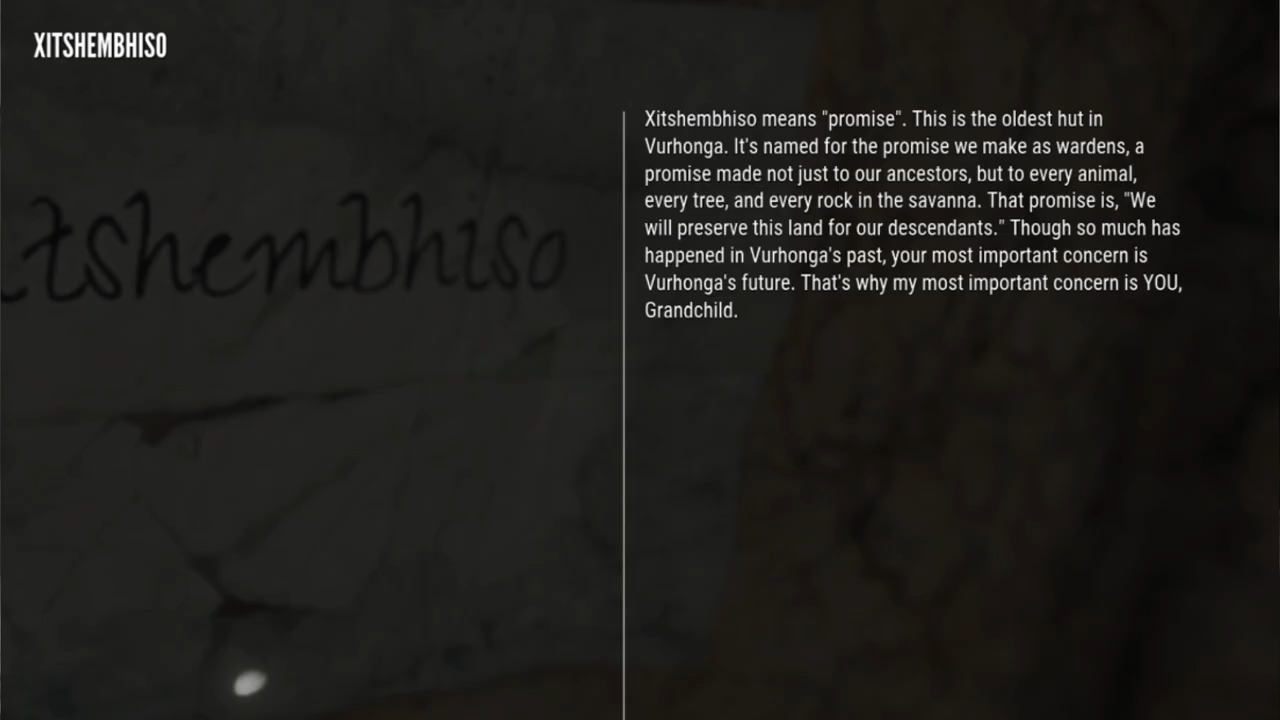 XITSHEMBHISO
itshembhiso
Xitshembhiso means "promise". This is the oldest hut in
Vurhonga. It's named for the promise we make as wardens, a
promise made not just to our ancestors, but to every animal,
every tree, and every rock in the savanna. That promise is, "We
will preserve this land for our descendants." Though so much has
happened in Vurhonga's past, your most important concern is
Vurhonga's future. That's why my most important concern is YOU,
Grandchild.